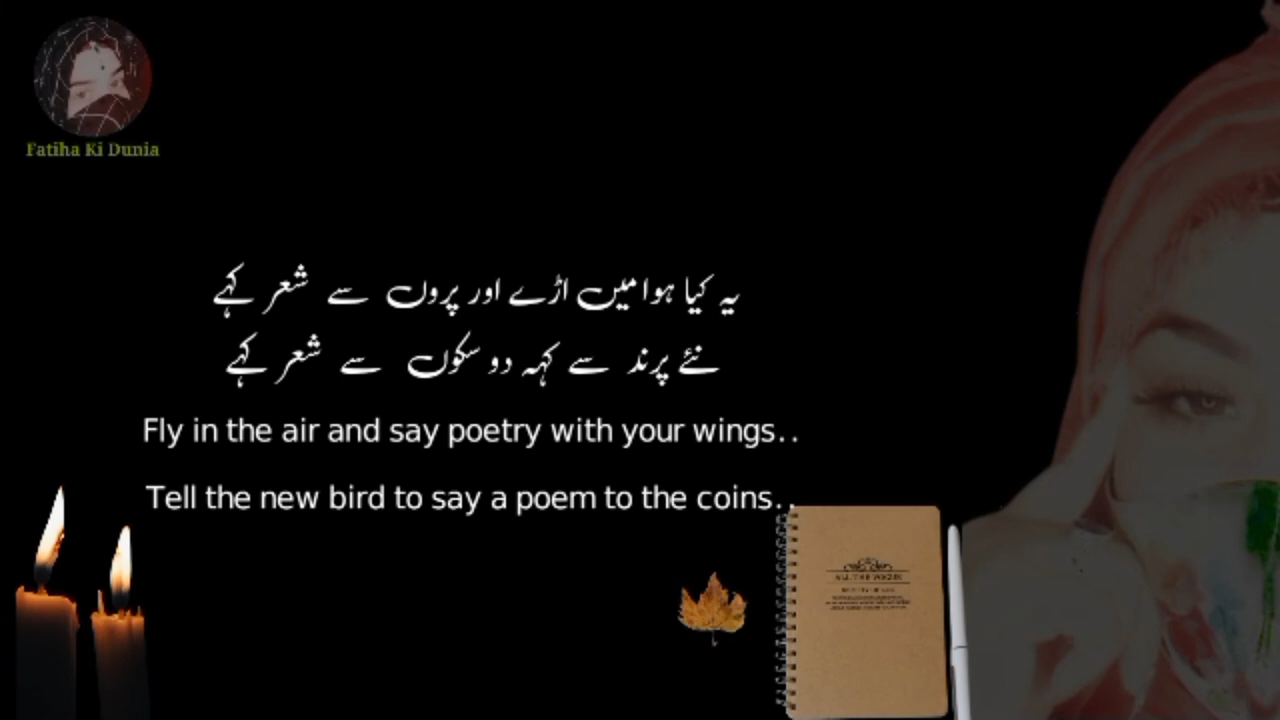 Fatiha Ki Dunia
یہ کیا ہوا میں اڑے اور پروں سے شعر کہے
نئے پرند سے کہہ دو سکوں سے شعر کہے
Fly in the air and say poetry with your wings..
Tell the new bird to say a poem to the coins..